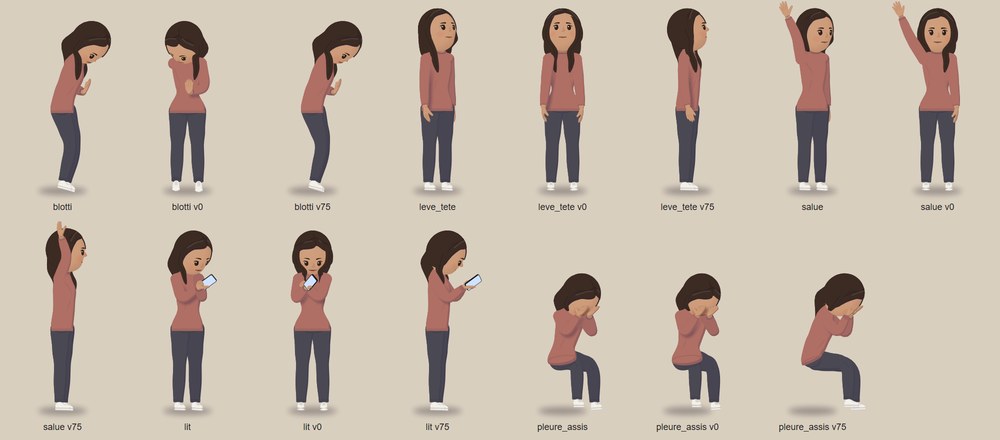 blotti
blotti v0
blotti v75
leve_tete
leve_tete v0
leve_tete v75
salue
salue v0
salue v75
lit
lit v0
lit v75
pleure_assis
pleure_assis v0
pleure_assis v75